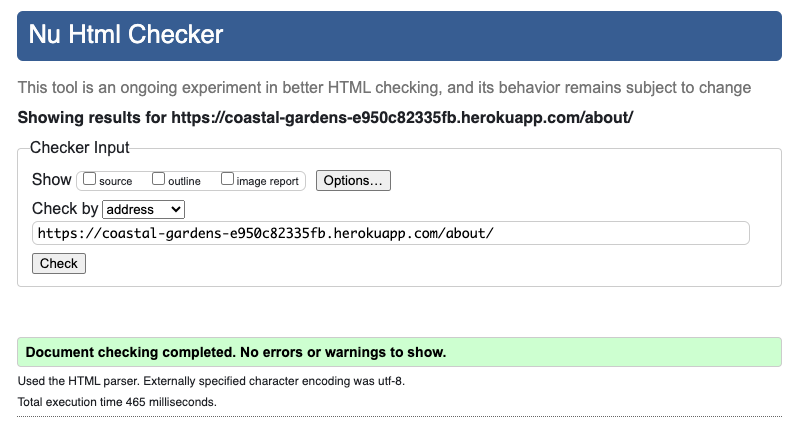 Nu Html Checker
This tool is an ongoing experiment in better HTML checking, and its behavior remains subject to change
Showing results for https://coastal-gardens-e950c82335fb.herokuapp.com/about/
Checker Input
Show source outline image report Options...
Check by address
https://coastal-gardens-e950c82335fb.herokuapp.com/about/
Check
Document checking completed. No errors or warnings to show.
Used the HTML parser. Externally specified character encoding was utf-8.
Total execution time 465 milliseconds.